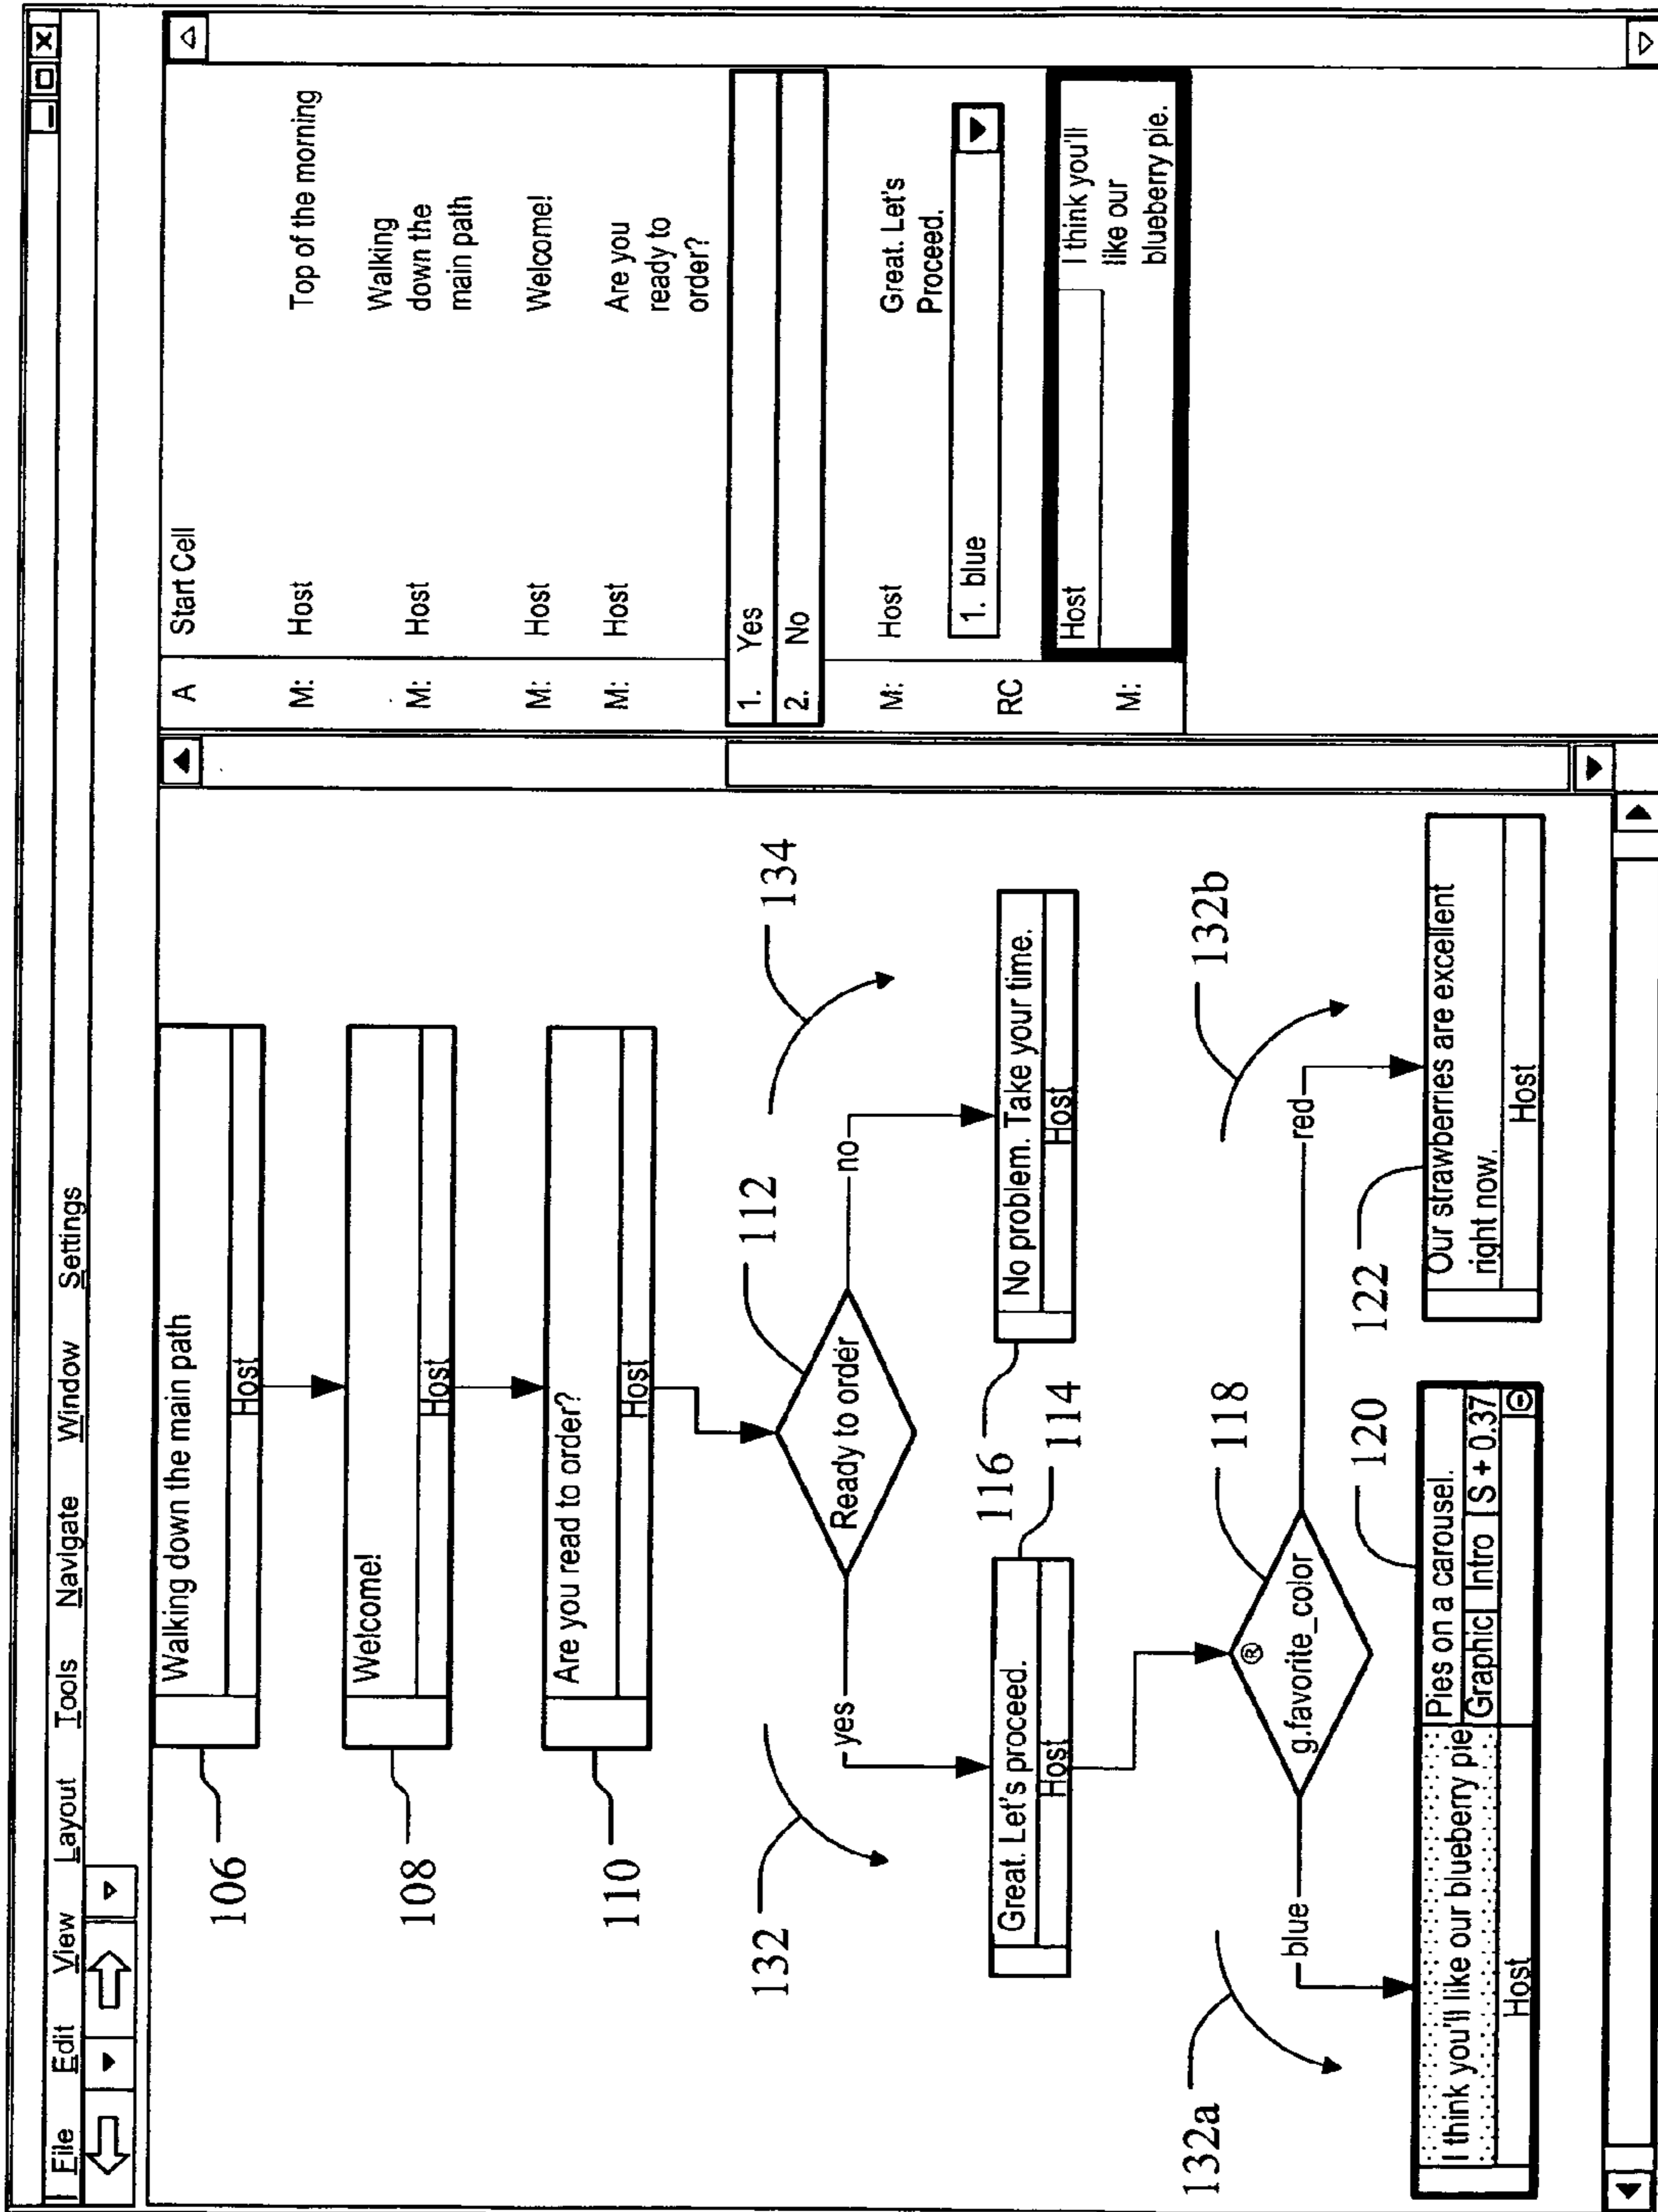 File Edit View Layout Tools Navigate Window Settings
Walking down the main path
Host
106
Welcome!
Host
108
Are you read to order?
Host
110
132
112
134
Ready to order
yes
no
Great. Let's proceed.
Host
116
114
No problem. Take your time.
Host
132a
118
132b
®
g.favorite_color
blue
red
120
122
I think you'll like our blueberry pie
Pies on a carousel.
Graphic Intro S + 0.37
Host
Our strawberries are excellent
right now.
Host
A Start Cell
M: Host Top of the morning
M: Host Walking
down the
main path
M: Host Welcome!
M: Host Are you
ready to
order?
1. Yes
2. No
M: Host Great. Let's
Proceed.
RC 1. blue
M: Host I think you'll
like our
blueberry pie.